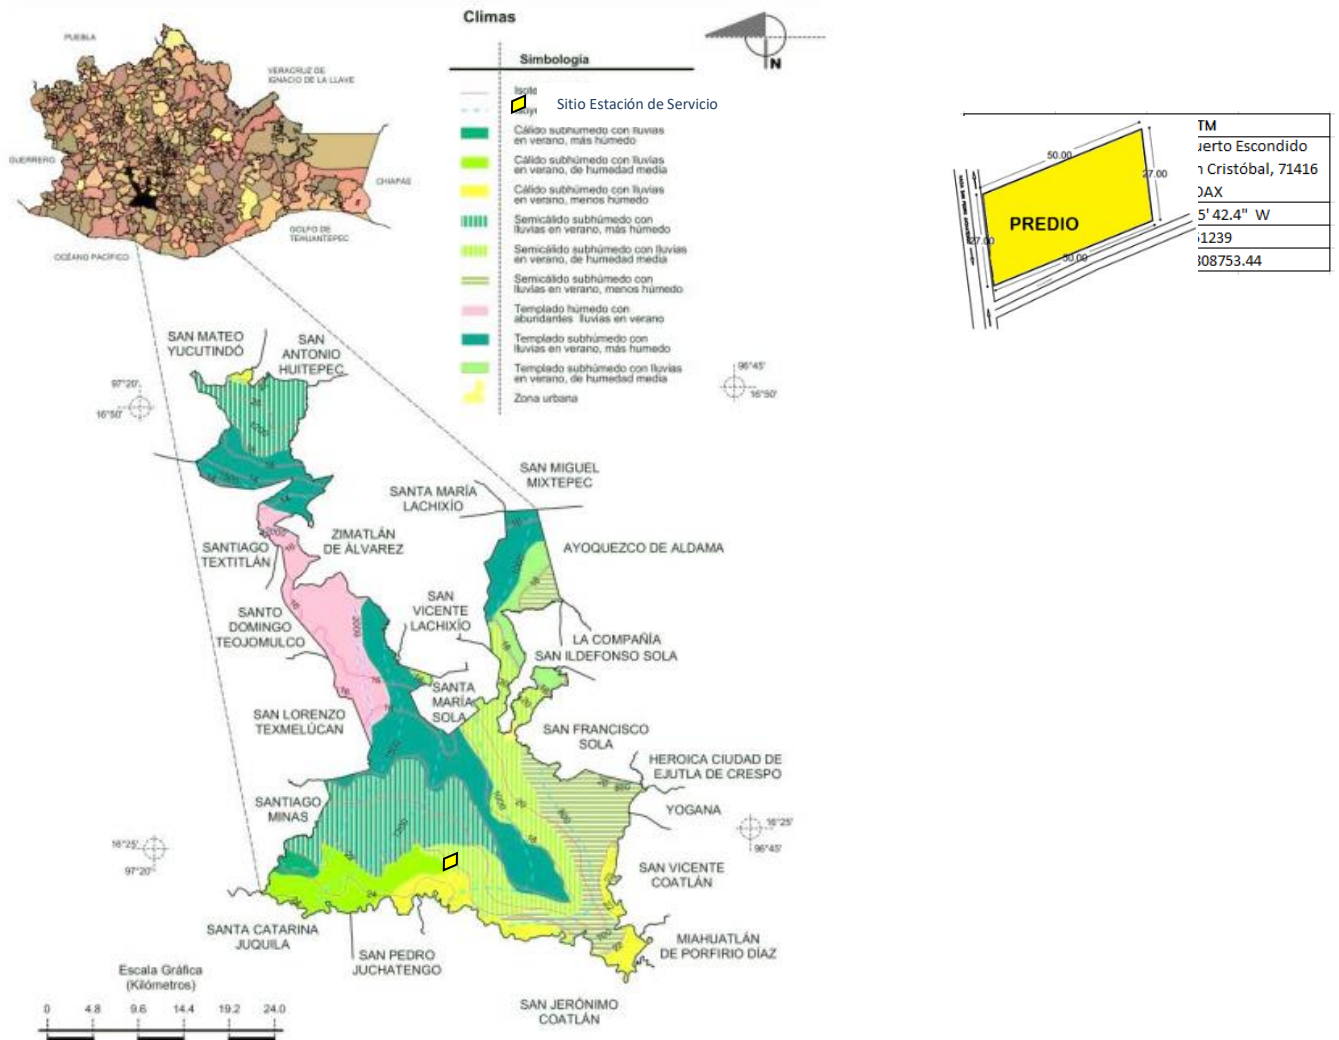 Climas
Simbología
N
Isote
Sitio Estación de Servicio
Cálido subhúmedo con lluvias
en verano, más húmedo
Cálido subhúmedo con lluvias
en verano, de humedad media
Cálido subhúmedo con lluvias
en verano, menos húmedo
Semicálido subhúmedo con
lluvias en verano, más húmedo
Semicálido subhúmedo con lluvias
en verano, de humedad media
Semicálido subhúmedo con
lluvias en verano, menos húmedo
Templado húmedo con
abundantes lluvias en verano
Templado subhúmedo con
lluvias en verano, más humedo
Templado subhúmedo con lluvias
en verano, de humedad media
Zona urbana
PUEBLA
VERACRUZ DE
IGNACIO DE LA LLAVE
GUERRERO
CHIAPAS
GOLFO DE
TEHUANTEPEC
OCÉANO PACÍFICO
TM
uerto Escondido
n Cristóbal, 71416
OAX
5' 42.4" W
51239
808753.44
50.00
27.00
PREDIO
27.00
50.00
SAN MATEO
YUCUTINDÓ
SAN
ANTONIO
HUITEPEC
97°20'
16°50'
96°45'
16°50'
SAN MIGUEL
MIXTEPEC
SANTA MARÍA
LACHIXÍO
ZIMATLÁN
DE ÁLVAREZ
SANTIAGO
TEXTITLÁN
AYOQUEZCO DE ALDAMA
SAN
VICENTE
LACHIXÍO
SANTO
DOMINGO
TEOJOMULCO
LA COMPAÑÍA
SAN ILDEFONSO SOLA
SANTA
MARÍA
SOLA
SAN LORENZO
TEXMELÚCAN
SAN FRANCISCO
SOLA
HEROICA CIUDAD DE
EJUTLA DE CRESPO
SANTIAGO
MINAS
YOGANA
16°25'
97°20'
16°25'
96°45'
SAN VICENTE
COATLÁN
SANTA CATARINA
JUQUILA
SAN PEDRO
JUCHATENGO
MIAHUATLÁN
DE PORFIRIO DÍAZ
SAN JERÓNIMO
COATLÁN
Escala Gráfica
(Kilómetros)
0 4.8 9.6 14.4 19.2 24.0